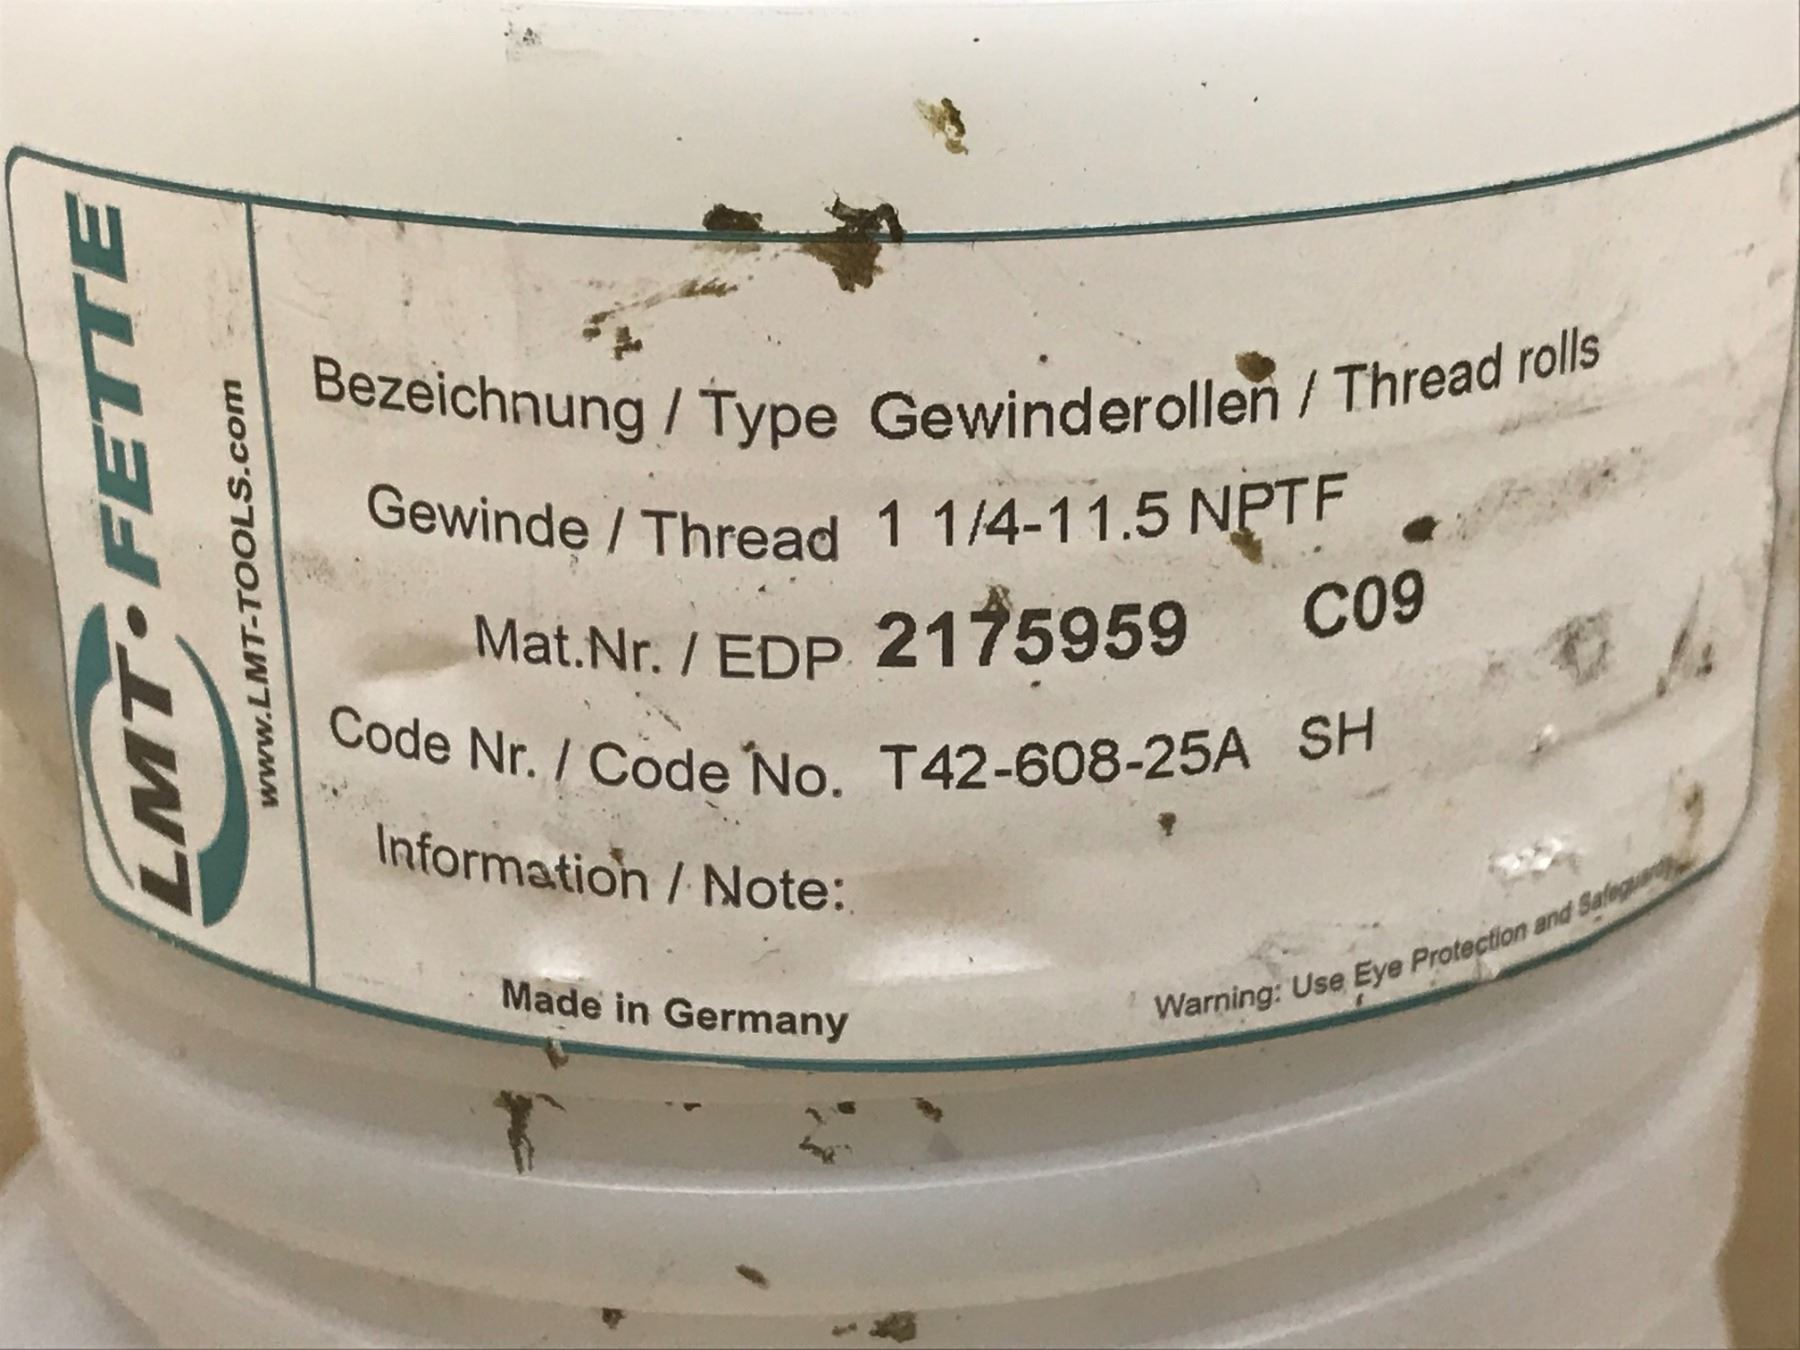 LMT • FETTE
www.LMT-TOOLS.com
Bezeichnung / Type Gewinderollen / Thread rolls
Gewinde / Thread 1 1/4-11.5 NPTF
Mat.Nr. / EDP 2175959 C09
Code Nr. / Code No. T42-608-25A SH
Information / Note:
Made in Germany
Warning: Use Eye Protection and Safeguards